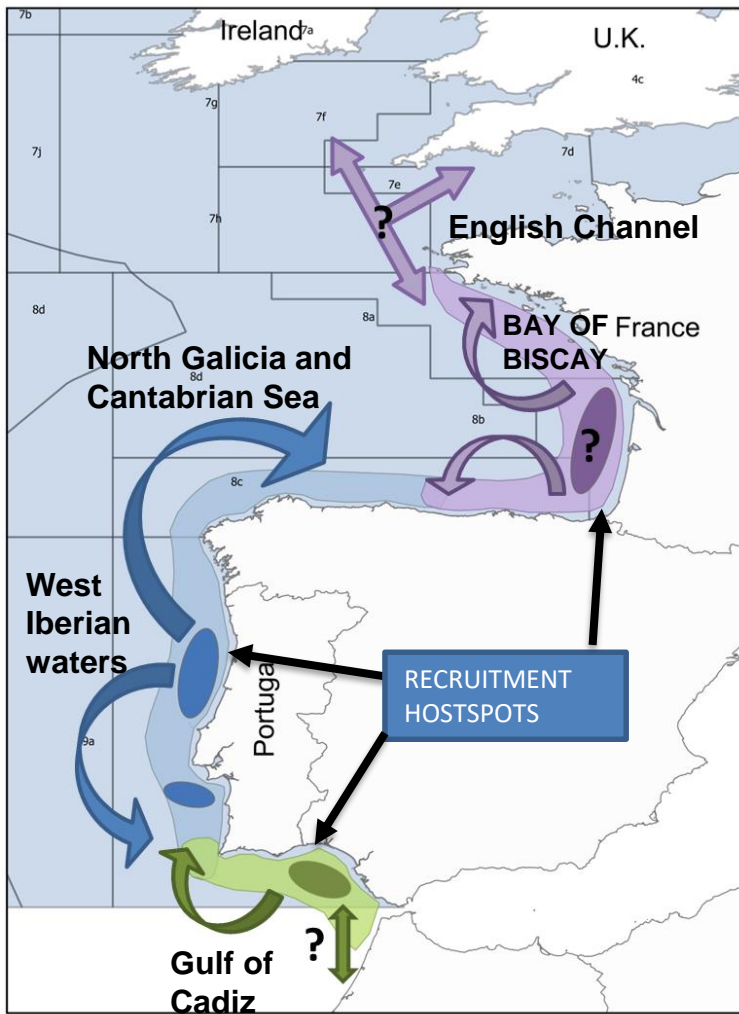 7b
Ireland
7a
U.K.
4c
7g
7f
7j
7d
7e
7h
?
English Channel
8d
8a
BAY OF
BISCAY
France
North Galicia and
Cantabrian Sea
8d
8b
?
8c
West
Iberian
waters
RECRUITMENT
HOSTSPOTS
Portuga
9a
?
Gulf of
Cadiz